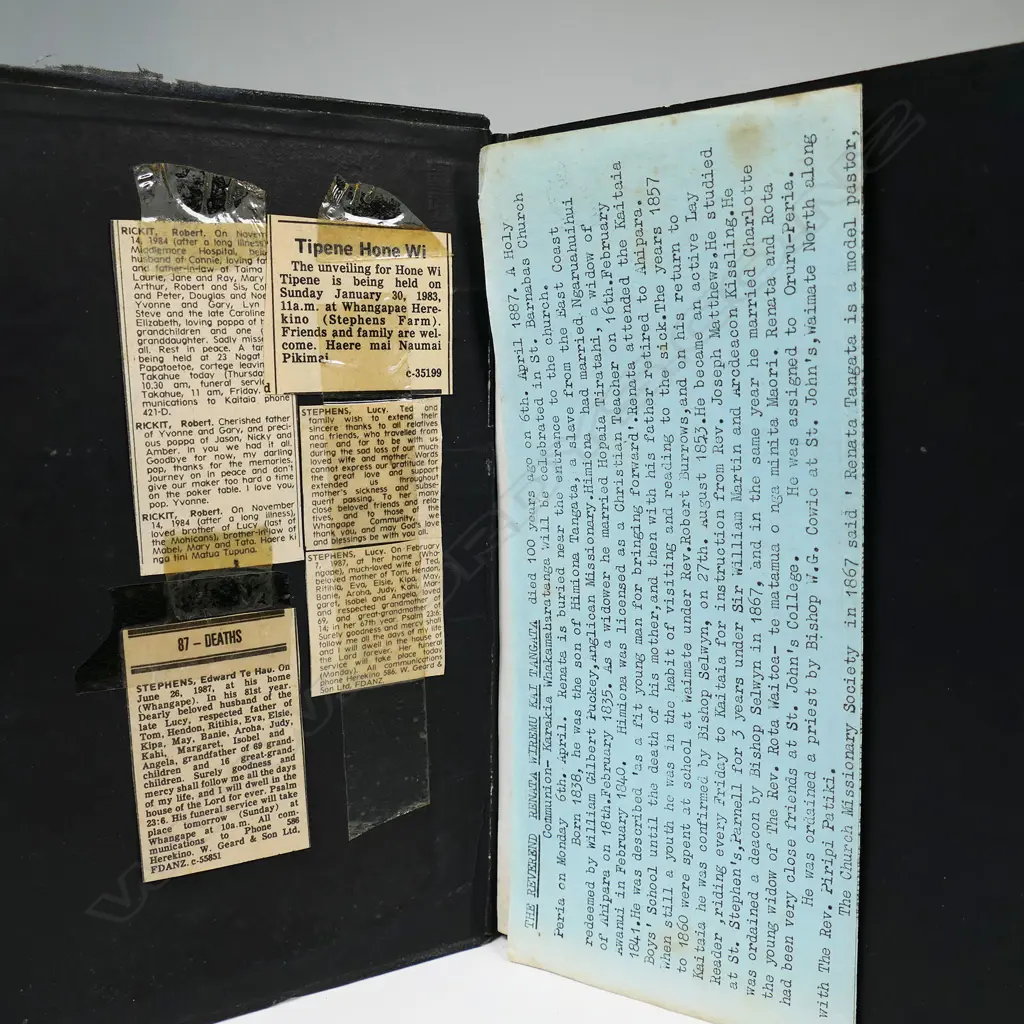 RICKIT, Robert. On Novem
14, 1984 (after a long illness)
Middlemore Hospital,
husband of Connie, loving
and father-in-law of Taima
Laurie, Jane and Ray, Mary
Arthur, Robert and Sis,
and Peter, Douglas and
Yvonne and Gary, Lyn
Steve and the late Caroline
Elizabeth, loving poppa of
grandchildren and one
granddaughter. Sadly
all. Rest in peace. A
being held at 23
Papatoetoe, cortege
Takahue today (Thursda
10.30 am, funeral
Takahue, 11 am, Friday.
munications to Kaitaia phone
421-D.
RICKIT, Robert. Cherished father
of Yvonne and Gary, and preci-
ous poppa of Jason, Nicky and
Amber. In you we had it all.
Goodbye for now, my darling
pop, thanks for the memories.
Journey on in peace and don't
give our maker too hard a time
on the poker table. I love you,
pop, Yvonne.
RICKIT, Robert. On November
14, 1984 (after a long illness),
loved brother of Lucy (last of
the Mohicans), brother-in-law of
Mabel, Mary and Tata. Haere ki
nga tini Matua Tupuna.
Tipene Hone Wi
The unveiling for Hone Wi
Tipene is being held on
Sunday January 30, 1983,
11a.m. at Whangapae Here-
kino (Stephens Farm).
Friends and family are wel-
come. Haere mai Naumai
Pikimai
c-35199
STEPHENS, Lucy. Ted and
family wish to extend their
sincere thanks to all relatives
and friends, who travelled from
near and far to be with us
during the sad loss of our much
loved wife and mother. Words
cannot express our gratitude for
the great love and support
extended us throughout
mother's sickness and subse-
quent passing. To her many
close beloved friends and rela-
tives, and to those of the
Whangape Community, we
thank you, and may God's love
and blessings be with you all.
STEPHENS, Lucy. On February
7, 1987, at her home (Wha-
ngape), much-loved wife of Ted,
beloved mother of Tom, Hendon,
Ritihia, Eva, Elsie, Kipa, May,
Banie, Aroha, Judy, Kahi, Mar-
garet, Isobel and Angela, loved
and respected grandmother of
69, and great-grandmother of
14; in her 67th year. Psalm 23:6.
Surely goodness and mercy shall
follow me all the days of my life
and I will dwell in the house of
the Lord forever. Her funeral
service will take place today
(Monday). All communications
phone Herekino 586. W. Geard &
Son Ltd, FDANZ.
87 - DEATHS
STEPHENS, Edward Te Hau. On
June 26, 1987, at his home
(Whangape). In his 81st year.
Dearly beloved husband of the
late Lucy, respected father of
Tom, Hendon, Ritihia, Eva, Elsie,
Kipa, May, Banie, Aroha, Judy,
Kahi, Margaret, Isobel and
Angela, grandfather of 69 grand-
children and 16 great-grand-
children. Surely goodness and
mercy shall follow me all the days
of my life, and I will dwell in the
house of the Lord for ever. Psalm
23:6. His funeral service will take
place tomorrow (Sunday) at
Whangape at 10a.m. All com-
munications to Phone 586
Herekino. W. Geard & Son Ltd,
FDANZ. c-55851
THE REVEREND RENATA WIREMU KAI TANGATA died 100 years ago on 6th. April 1887. A Holy
Communion- Karakia Whakamaharatanga will be celebrated in St. Barnabas Church
Peria on Monday 6th. April. Renata is buried near the entrance to the church.
Born 1838, he was the son of Himiona Tangata, a slave from the East Coast
redeemed by William Gilbert Puckey, Anglican Missionary. Himiona had married Ngaruanuihui
of Ahipara on 18th. February 1835. As a widower he married Hopaia Hiratahi, a widow of
Awanui in February 1840. Himiona was licensed as a Christian Teacher on 16th. February
1841. He was described 'as a fit young man for bringing forward'. Renata attended the Kaitaia
Boys' School until the death of his mother, and then with his father retired to Ahipara.
When still a youth he was in the habit of visiting and reading to the sick. The years 1857
to 1860 were spent at school at Waimate under Rev. Robert Burrows, and on his return to
Kaitaia he was confirmed by Bishop Selwyn, on 27th. August 1853. He became an active Lay
Reader ,riding every Friday to Kaitaia for instruction from Rev. Joseph Matthews. He studied
at St. Stephen's, Parnell for 3 years under Sir William Martin and Arcdeacon Kissling. He
was ordained a deacon by Bishop Selwyn in 1867, and in the same year he married Charlotte
the young widow of The Rev. Rota Waitoa- te matamua o nga minita Maori. Renata and Rota
had been very close friends at St. John's College. He was assigned to Oruru-Peria.
He was ordained a priest by Bishop W.G. Cowie at St. John's, Waimate North along
with The Rev. Piripi Patiki.
The Church Missionary Society in 1867 said ' Renata Tangata is a model pastor,